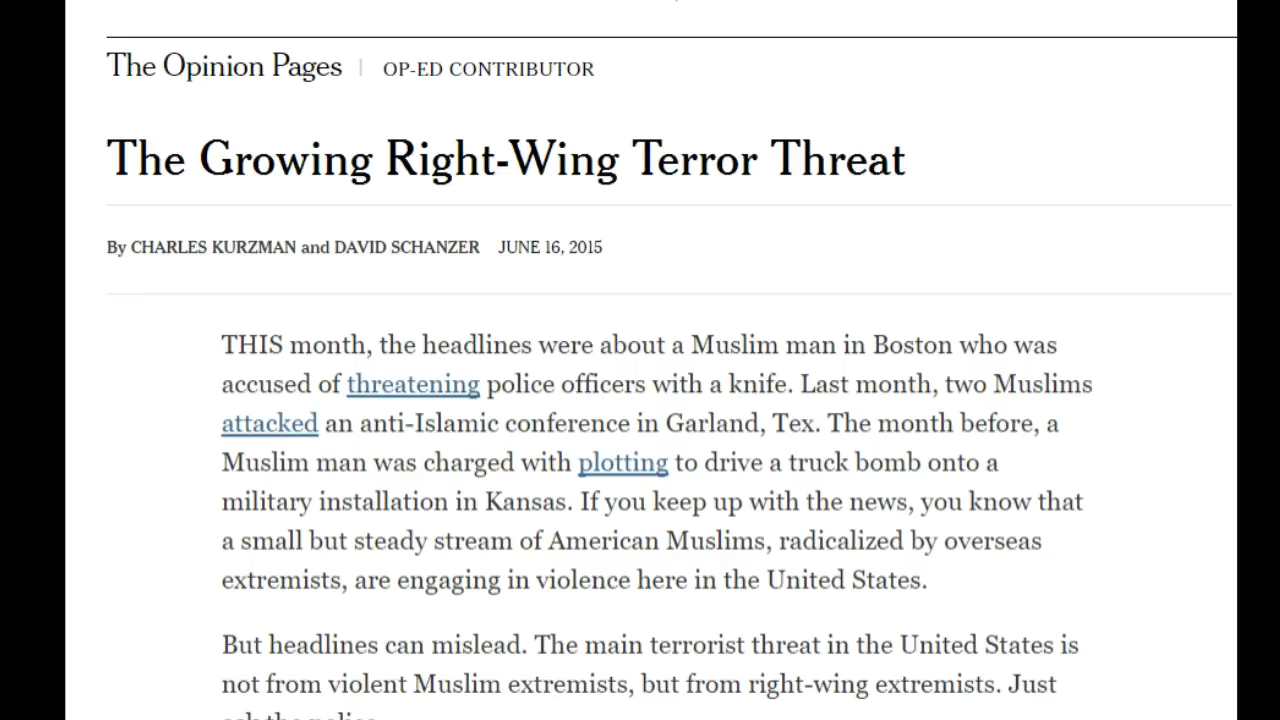 The Opinion Pages | OP-ED CONTRIBUTOR
The Growing Right-Wing Terror Threat
By CHARLES KURZMAN and DAVID SCHANZER JUNE 16, 2015
THIS month, the headlines were about a Muslim man in Boston who was
accused of threatening police officers with a knife. Last month, two Muslims
attacked an anti-Islamic conference in Garland, Tex. The month before, a
Muslim man was charged with plotting to drive a truck bomb onto a
military installation in Kansas. If you keep up with the news, you know that
a small but steady stream of American Muslims, radicalized by overseas
extremists, are engaging in violence here in the United States.
But headlines can mislead. The main terrorist threat in the United States is
not from violent Muslim extremists, but from right-wing extremists. Just
ask the police.